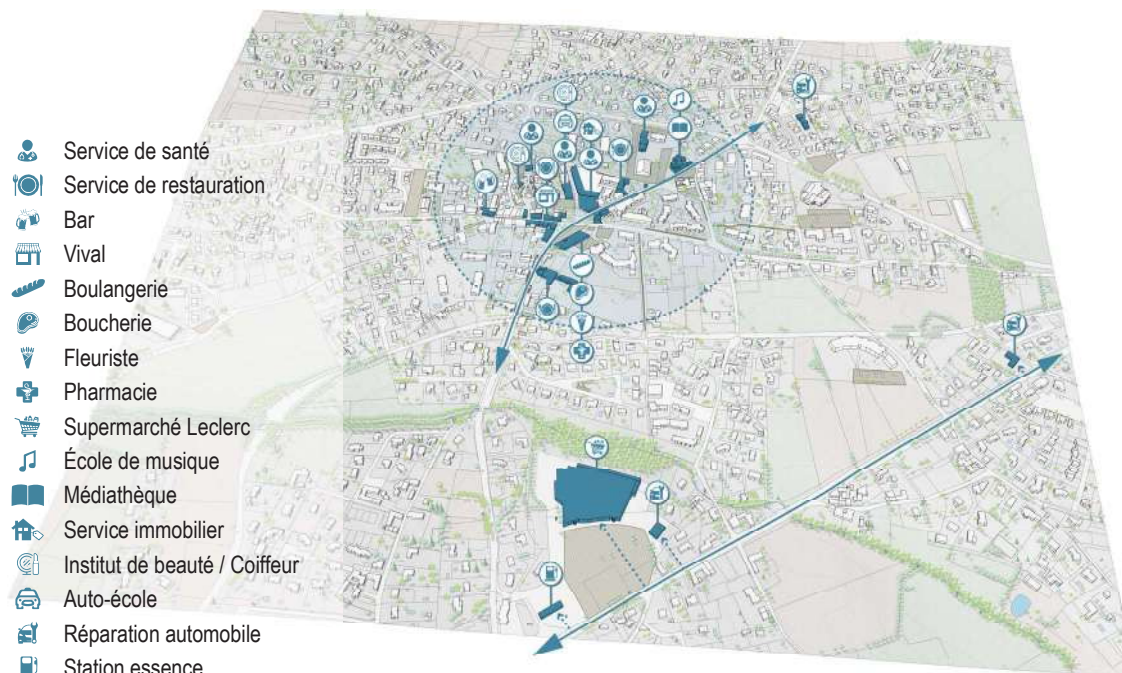 Service de santé
Service de restauration
Bar
Vival
Boulangerie
Boucherie
Fleuriste
Pharmacie
Supermarché Leclerc
École de musique
Médiathèque
Service immobilier
Institut de beauté / Coiffeur
Auto-école
Réparation automobile
Station essence